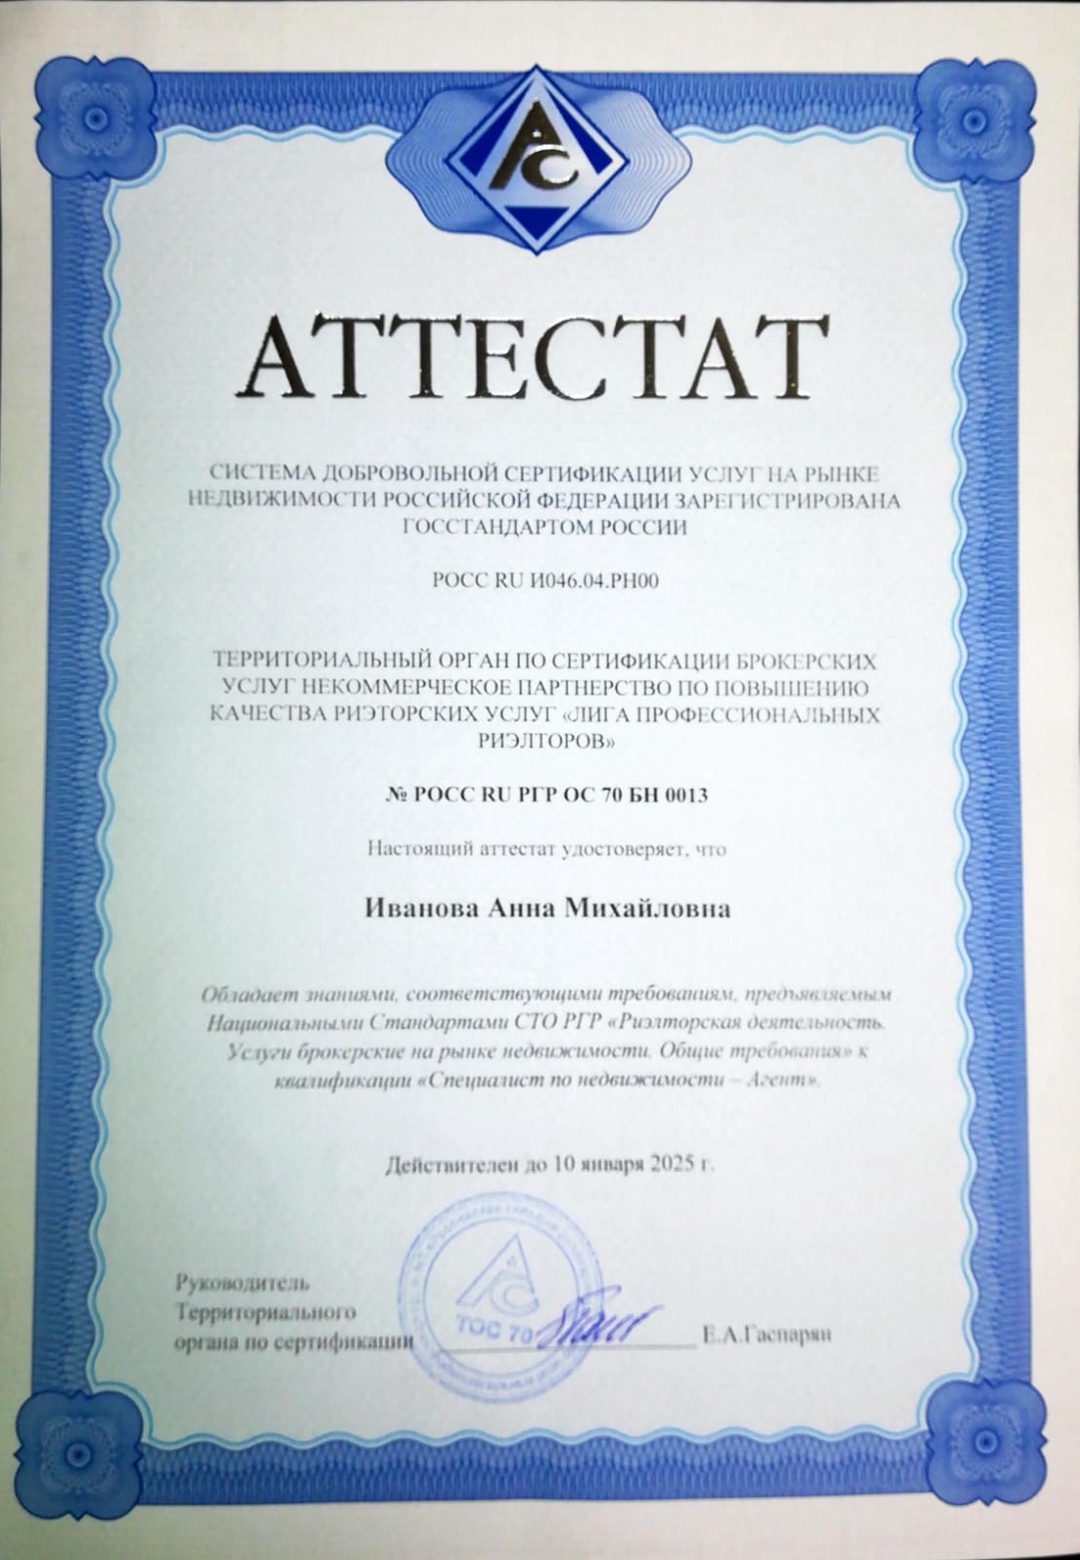 АС
АТТЕСТАТ
СИСТЕМА ДОБРОВОЛЬНОЙ СЕРТИФИКАЦИИ УСЛУГ НА РЫНКЕ
НЕДВИЖИМОСТИ РОССИЙСКОЙ ФЕДЕРАЦИИ ЗАРЕГИСТРИРОВАНА
ГОССТАНДАРТОМ РОССИИ
РОСС RU И046.04.РН00
ТЕРРИТОРИАЛЬНЫЙ ОРГАН ПО СЕРТИФИКАЦИИ БРОКЕРСКИХ
УСЛУГ НЕКОММЕРЧЕСКОЕ ПАРТНЕРСТВО ПО ПОВЫШЕНИЮ
КАЧЕСТВА РИЭТОРСКИХ УСЛУГ «ЛИГА ПРОФЕССИОНАЛЬНЫХ
РИЭЛТОРОВ»
№ РОСС RU РГР ОС 70 БН 0013
Настоящий аттестат удостоверяет, что
Иванова Анна Михайловна
Обладает знаниями, соответствующими требованиям, предъявляемым
Национальными Стандартами СТО РГР «Риэлторская деятельность.
Услуги брокерские на рынке недвижимости. Общие требования» к
квалификации «Специалист по недвижимости – Агент».
Действителен до 10 января 2025 г.
Руководитель
Территориального
органа по сертификации
АС
ТОС 70
Е.А.Гаспарян